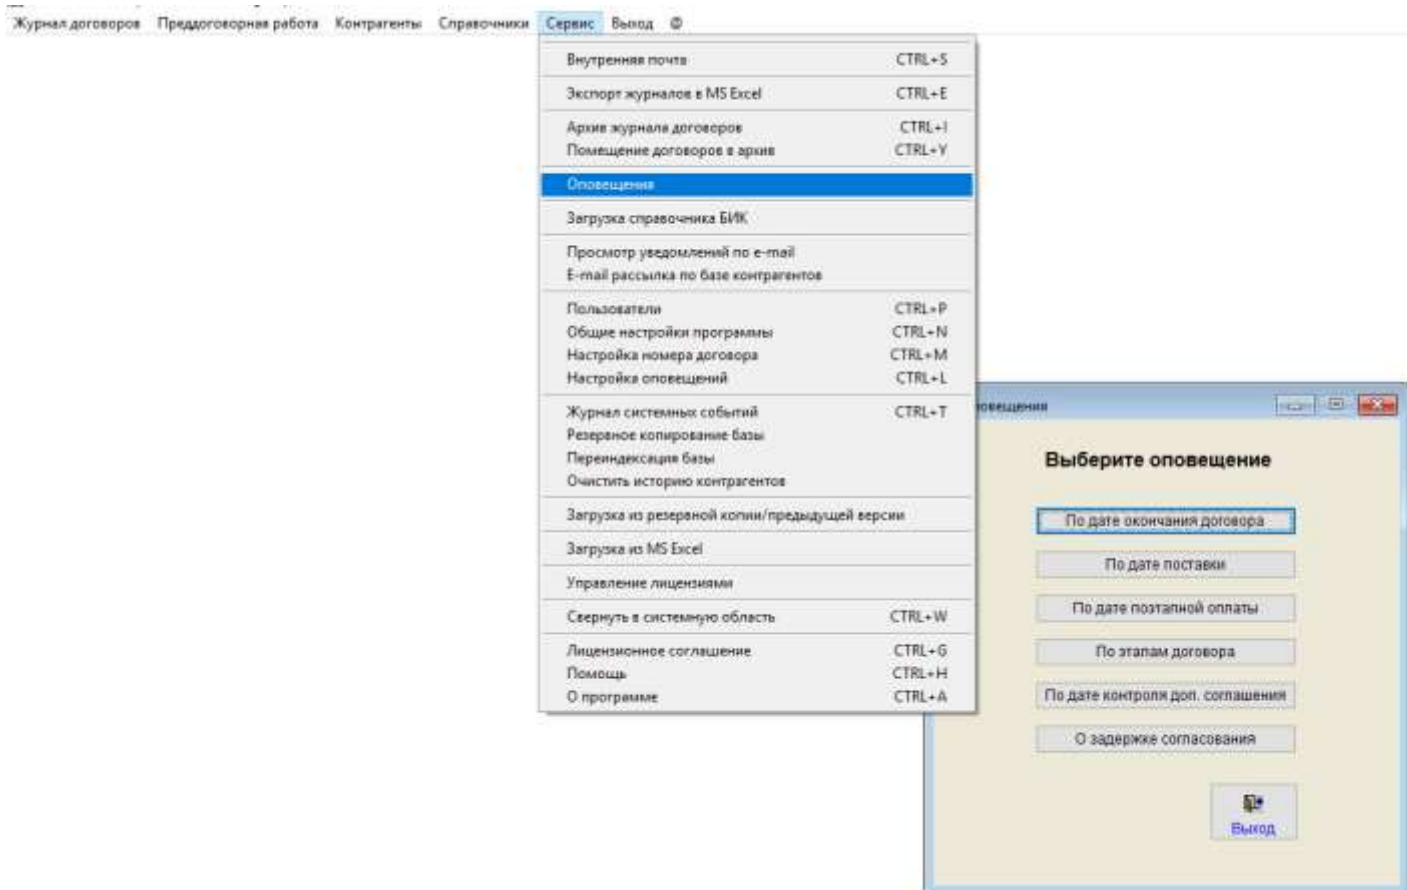 Журнал договоров Преддоговорная работа Контрагенты Справочники Сервис Выход @
Внутренняя почта CTRL+S
Экспорт журналов в MS Excel CTRL+E
Архив журнала договоров CTRL+I
Помещение договоров в архив CTRL+Y
Оповещения
Загрузка справочника БИК
Просмотр уведомлений по e-mail
E-mail рассылка по базе контрагентов
Пользователи CTRL+P
Общие настройки программы CTRL+N
Настройка номера договора CTRL+M
Настройка оповещений CTRL+L
Журнал системных событий CTRL+T
Резервное копирование базы
Переиндексация базы
Очистить историю контрагентов
Загрузка из резервной копии/предыдущей версии
Загрузка из MS Excel
Управление лицензиями
Свернуть в системную область CTRL+W
Лицензионное соглашение CTRL+G
Помощь CTRL+H
О программе CTRL+A
овещения
Выберите оповещение
По дате окончания договора
По дате поставки
По дате поэтапной оплаты
По этапам договора
По дате контроля доп. соглашения
О задержке согласования
Выход